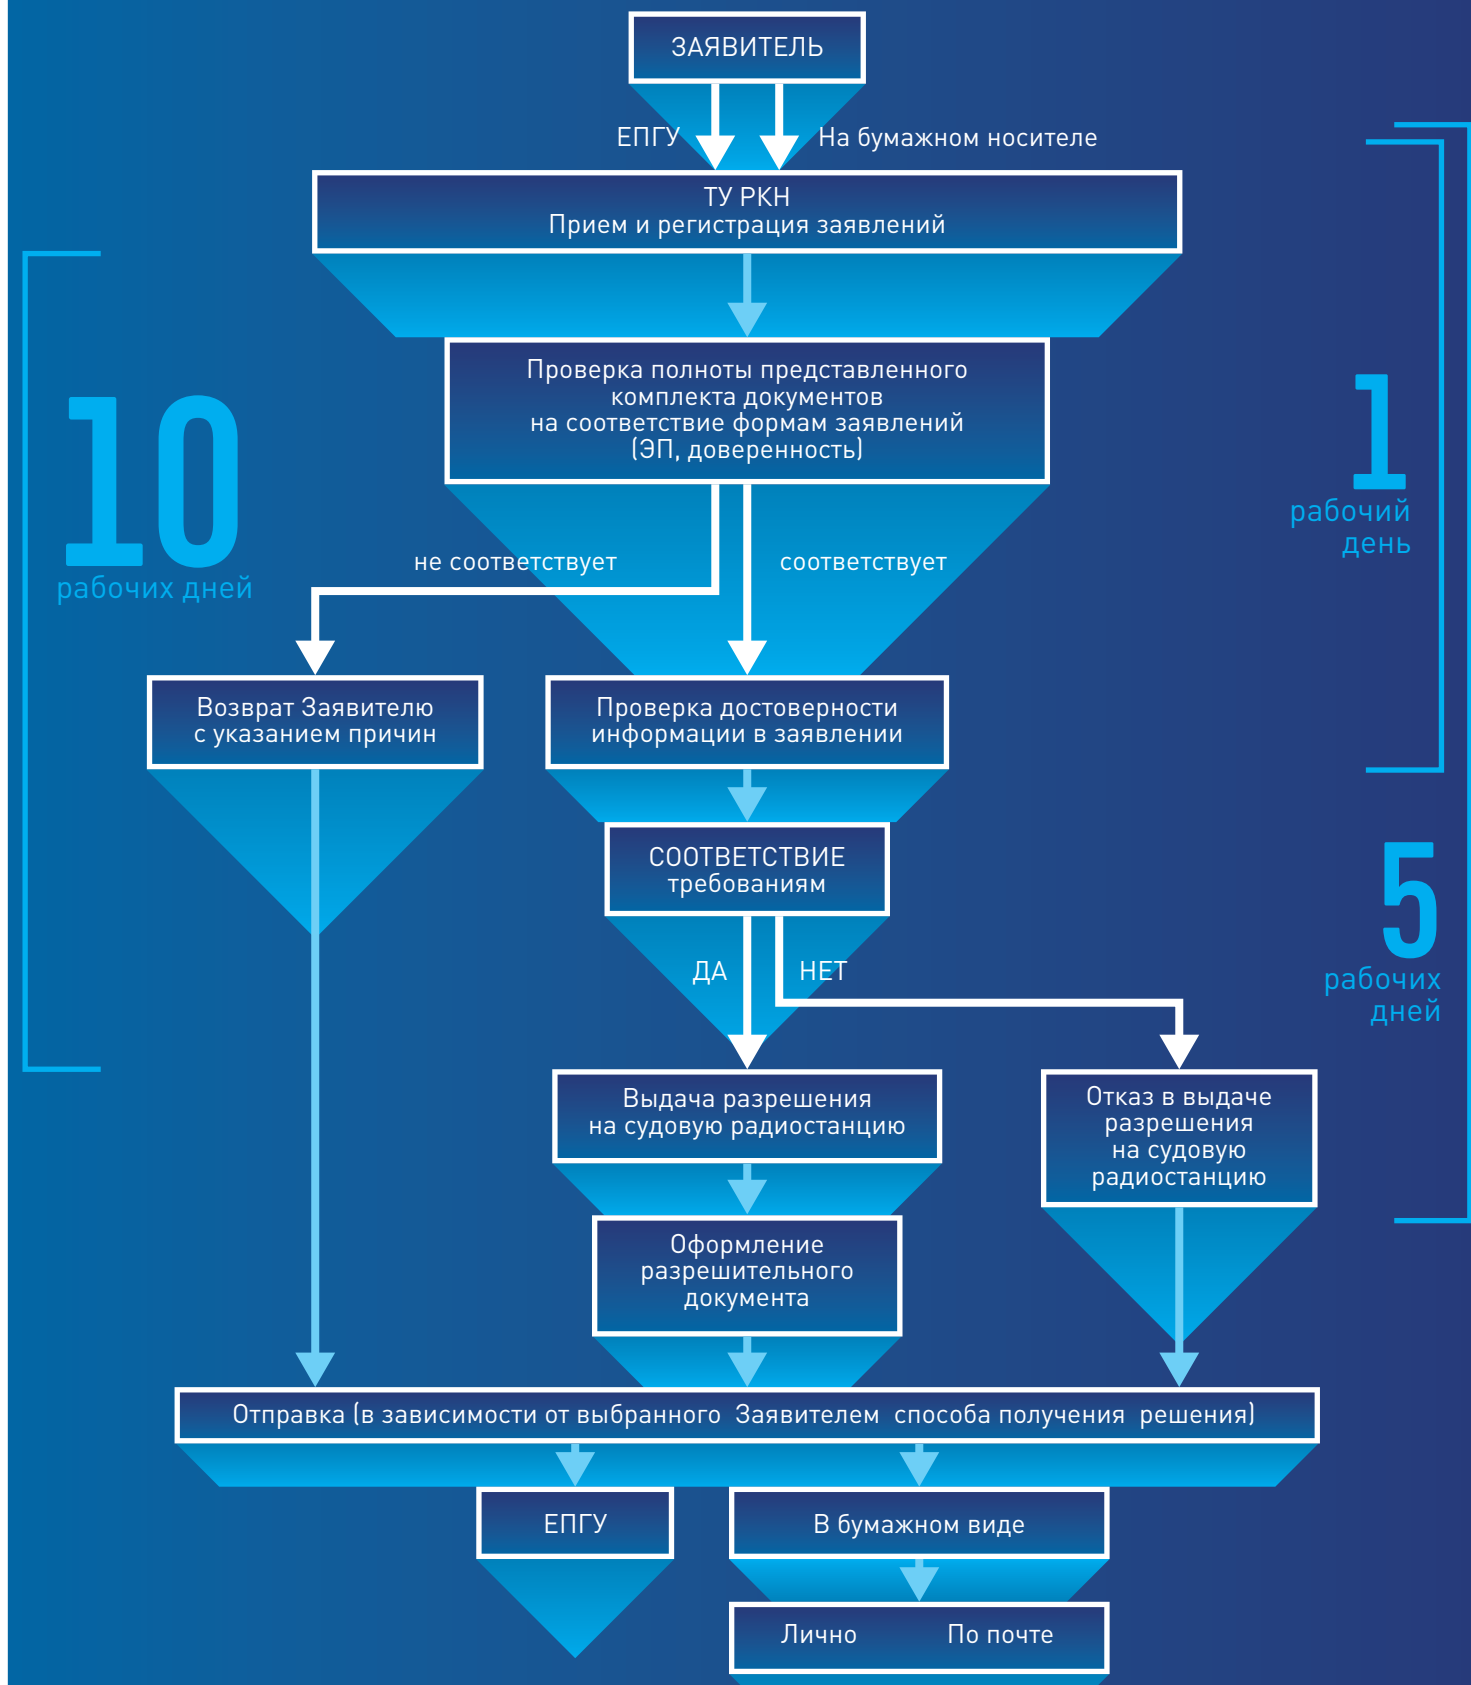 ЗАЯВИТЕЛЬ
ЕПГУ
На бумажном носителе
ТУ РКН
Прием и регистрация заявлений
Проверка полноты представленного
комплекта документов
на соответствие формам заявлений
(ЭП, доверенность)
10
рабочих дней
1
рабочий
день
не соответствует
соответствует
Возврат Заявителю
с указанием причин
Проверка достоверности
информации в заявлении
СООТВЕТСТВИЕ
требованиям
5
рабочих
дней
ДА
НЕТ
Выдача разрешения
на судовую радиостанцию
Отказ в выдаче
разрешения
на судовую
радиостанцию
Оформление
разрешительного
документа
Отправка (в зависимости от выбранного Заявителем способа получения решения)
ЕПГУ
В бумажном виде
Лично
По почте